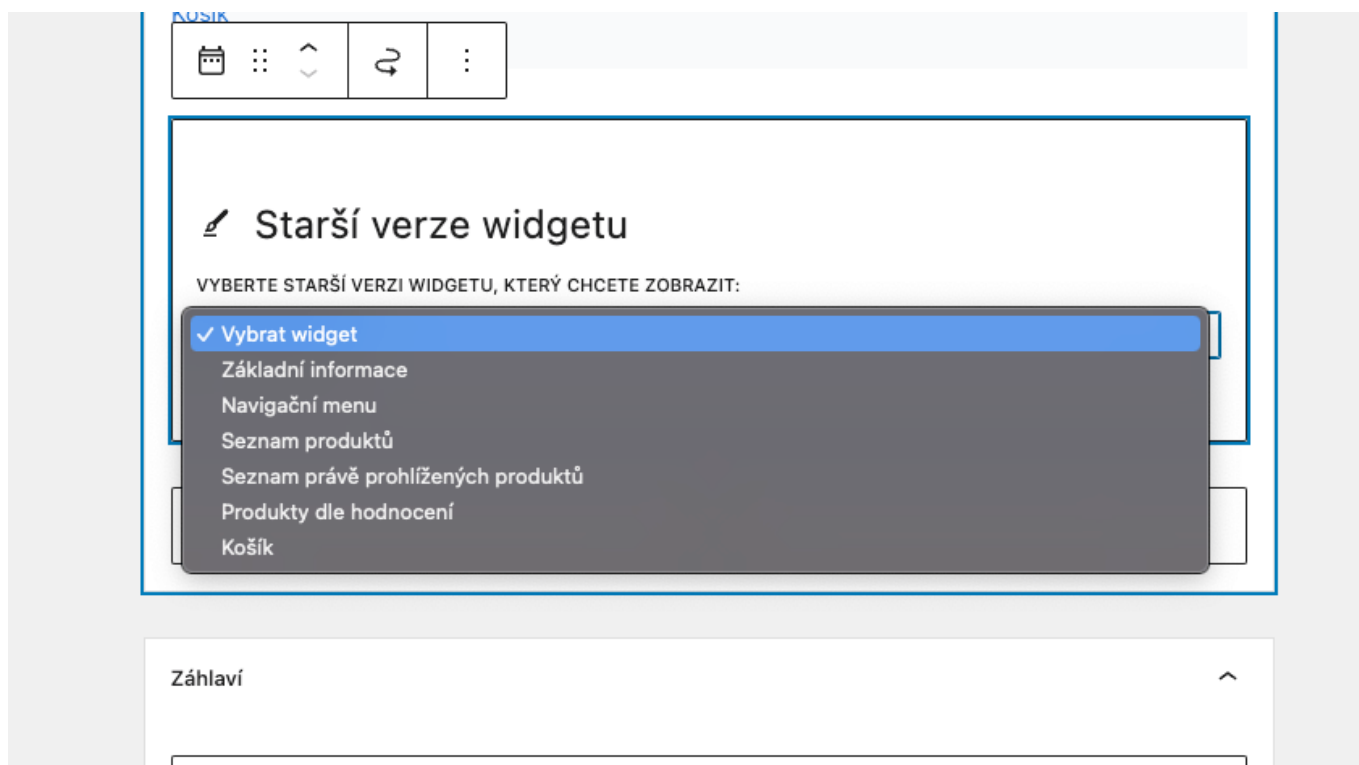 Košík
Starší verze widgetu
VYBERTE STARŠÍ VERZI WIDGETU, KTERÝ CHCETE ZOBRAZIT:
✓ Vybrat widget
Základní informace
Navigační menu
Seznam produktů
Seznam právě prohlížených produktů
Produkty dle hodnocení
Košík
Záhlaví